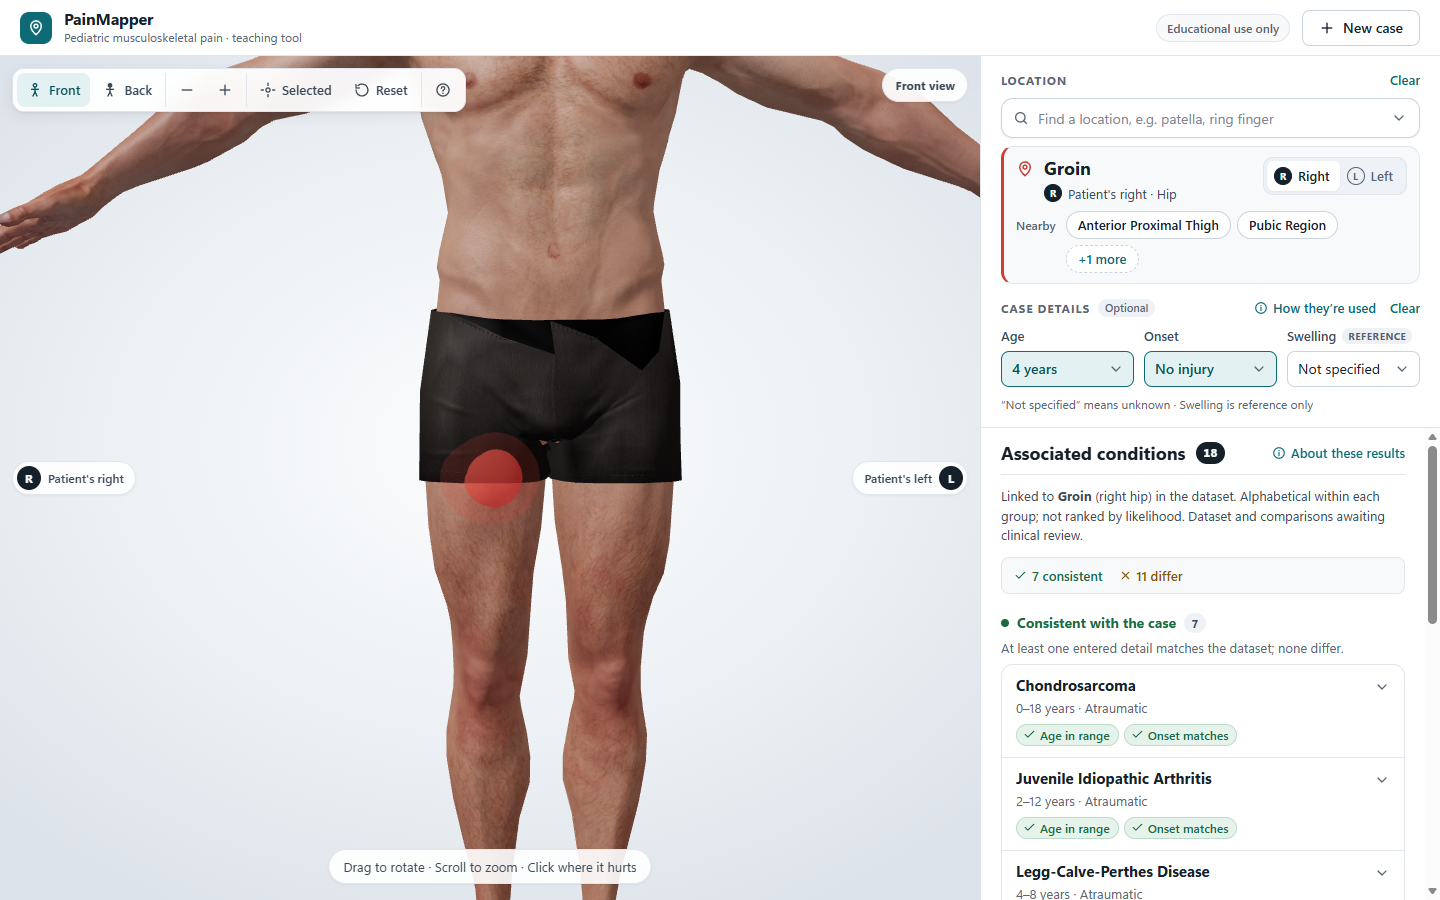 PainMapper
Pediatric musculoskeletal pain · teaching tool
Educational use only
New case
Front
Back
Selected
Reset
Front view
R Patient's right
Patient's left L
Drag to rotate · Scroll to zoom · Click where it hurts
LOCATION
Clear
Find a location, e.g. patella, ring finger
Groin
R Patient's right · Hip
R Right
L Left
Nearby
Anterior Proximal Thigh
Pubic Region
+1 more
CASE DETAILS Optional
How they're used
Clear
Age
Onset
Swelling REFERENCE
4 years
No injury
Not specified
“Not specified” means unknown · Swelling is reference only
Associated conditions 18
About these results
Linked to Groin (right hip) in the dataset. Alphabetical within each
group; not ranked by likelihood. Dataset and comparisons awaiting
clinical review.
7 consistent
11 differ
Consistent with the case 7
At least one entered detail matches the dataset; none differ.
Chondrosarcoma
0–18 years · Atraumatic
Age in range
Onset matches
Juvenile Idiopathic Arthritis
2–12 years · Atraumatic
Age in range
Onset matches
Legg-Calve-Perthes Disease
4–8 years · Atraumatic